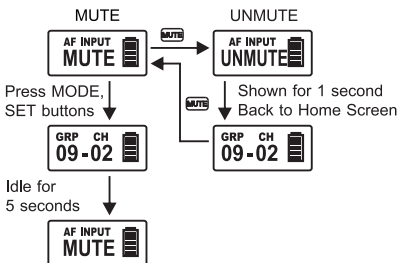 MUTE
UNMUTE
AF INPUT
MUTE
MUTE
AF INPUT
UNMUTE
Press MODE,
SET buttons
MUTE
Shown for 1 second
Back to Home Screen
GRP CH
09-02
GRP CH
09-02
Idle for
5 seconds
AF INPUT
MUTE